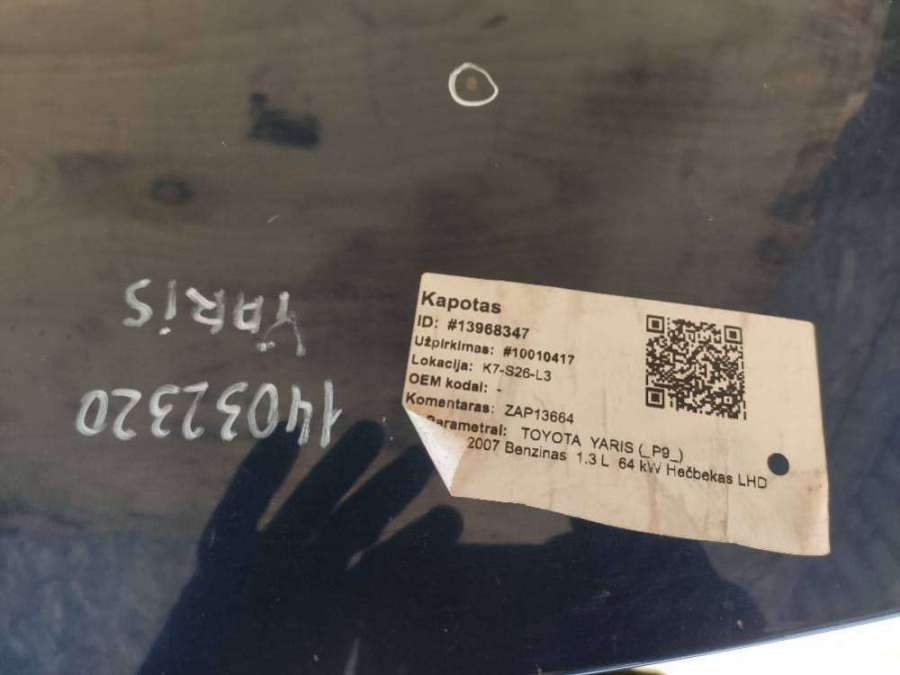 YARiS
14032320
Kapotas
ID: #13968347
Užpirkimas: #10010417
Lokacija: K7-S26-L3
OEM kodai: -
Komentaras: ZAP13664
Parametrai: TOYOTA YARIS (_P9_)
2007 Benzinas 1.3 L 64 kW Hečbekas LHD